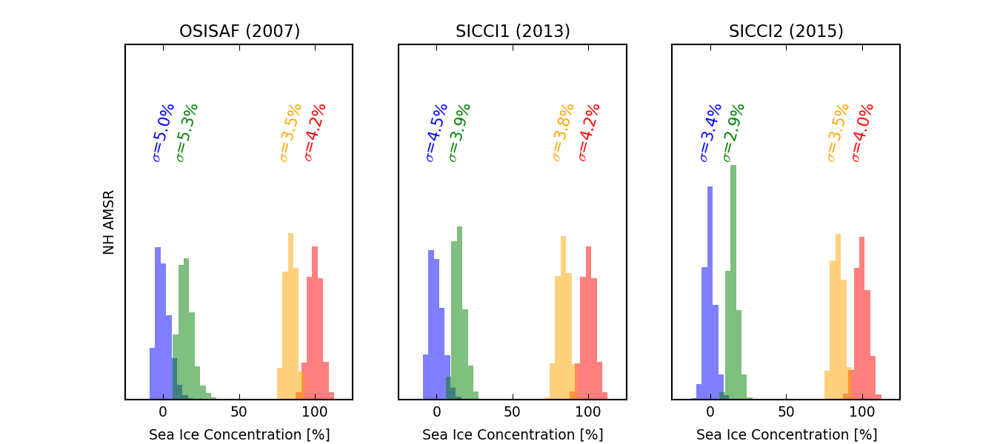 OSISAF (2007)
SICCI1 (2013)
SICCI2 (2015)
σ=5.0%
σ=5.3%
σ=3.5%
σ=4.2%
σ=4.5%
σ=3.9%
σ=3.8%
σ=4.2%
σ=3.4%
σ=2.9%
σ=3.5%
σ=4.0%
NH AMSR
0 50 100
0 50 100
0 50 100
Sea Ice Concentration [%]
Sea Ice Concentration [%]
Sea Ice Concentration [%]